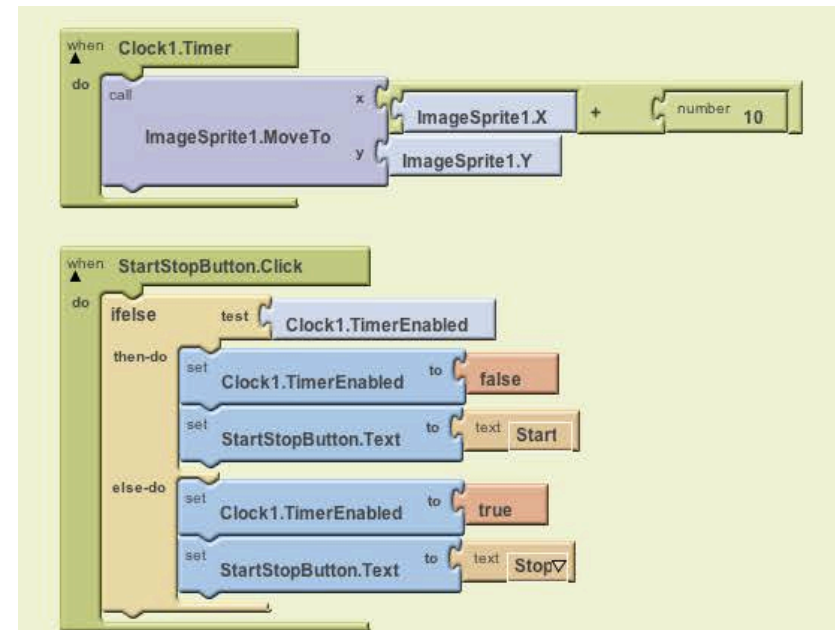 when Clock1.Timer
do call ImageSprite1.MoveTo
x ImageSprite1.X + number 10
y ImageSprite1.Y
when StartStopButton.Click
do ifelse test Clock1.TimerEnabled
then-do set Clock1.TimerEnabled to false
set StartStopButton.Text to text Start
else-do set Clock1.TimerEnabled to true
set StartStopButton.Text to text Stop